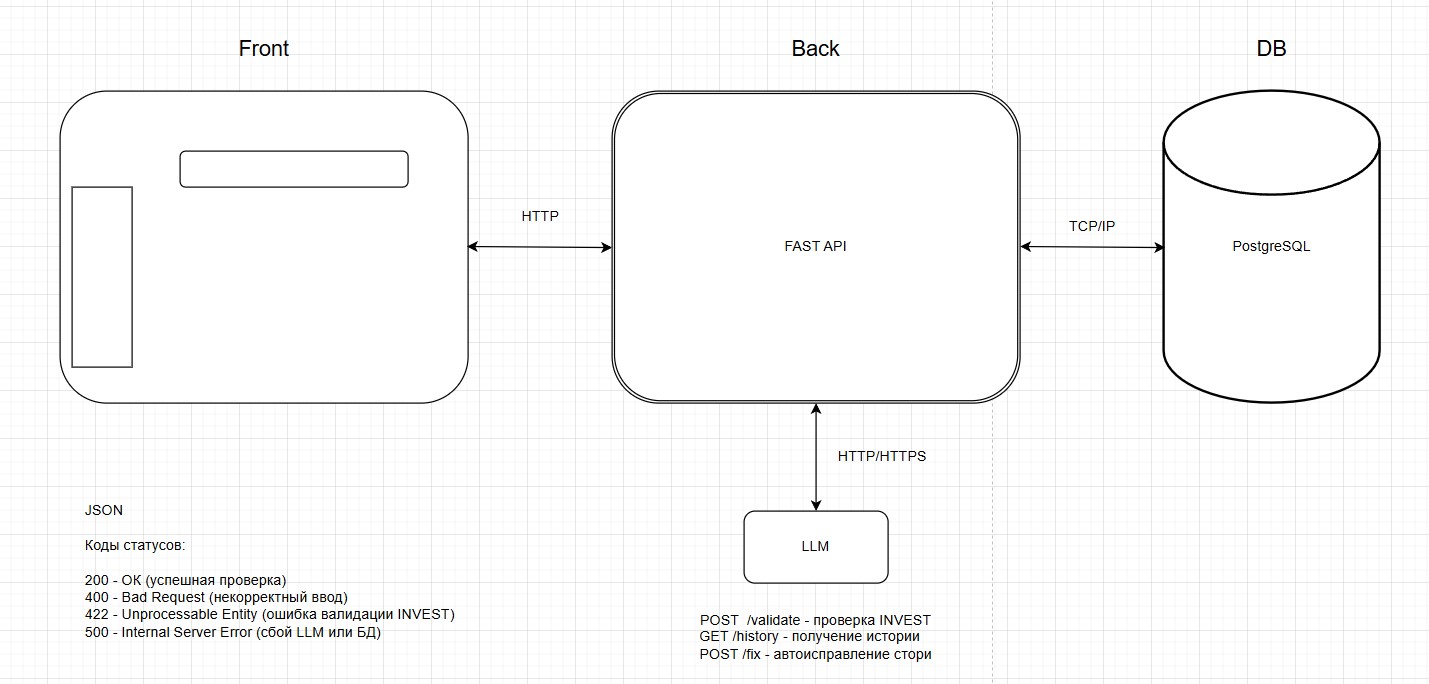 Front
Back
DB
HTTP
FAST API
TCP/IP
PostgreSQL
HTTP/HTTPS
LLM
JSON
Коды статусов:
200 - OK (успешная проверка)
400 - Bad Request (некорректный ввод)
422 - Unprocessable Entity (ошибка валидации INVEST)
500 - Internal Server Error (сбой LLM или БД)
POST  /validate - проверка INVEST
GET /history - получение истории
POST /fix - автоисправление стори